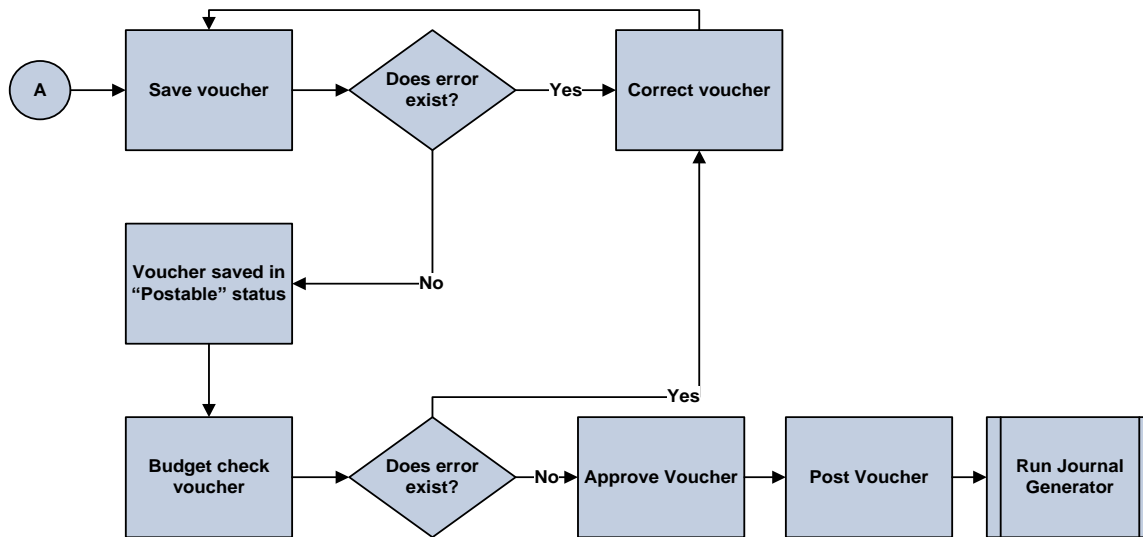 A
Save voucher
Does error
exist?
Yes
Correct voucher
Voucher saved in
“Postable” status
No
Yes
Budget check
voucher
Does error
exist?
No
Approve Voucher
Post Voucher
Run Journal
Generator